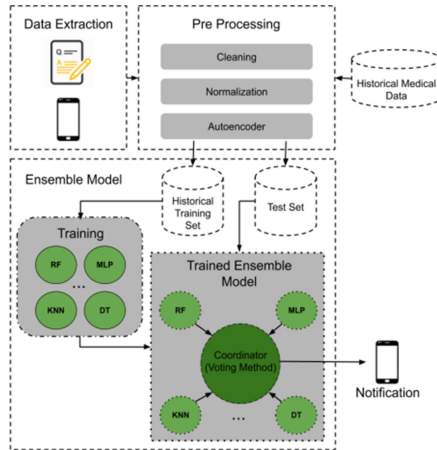 Data Extraction
Q
A
Pre Processing
Cleaning
Normalization
Autoencoder
Historical Medical
Data
Ensemble Model
Historical
Training
Set
Test Set
Training
RF
MLP
...
KNN
DT
Trained Ensemble
Model
RF
MLP
Coordinator
(Voting Method)
KNN
...
DT
Notification